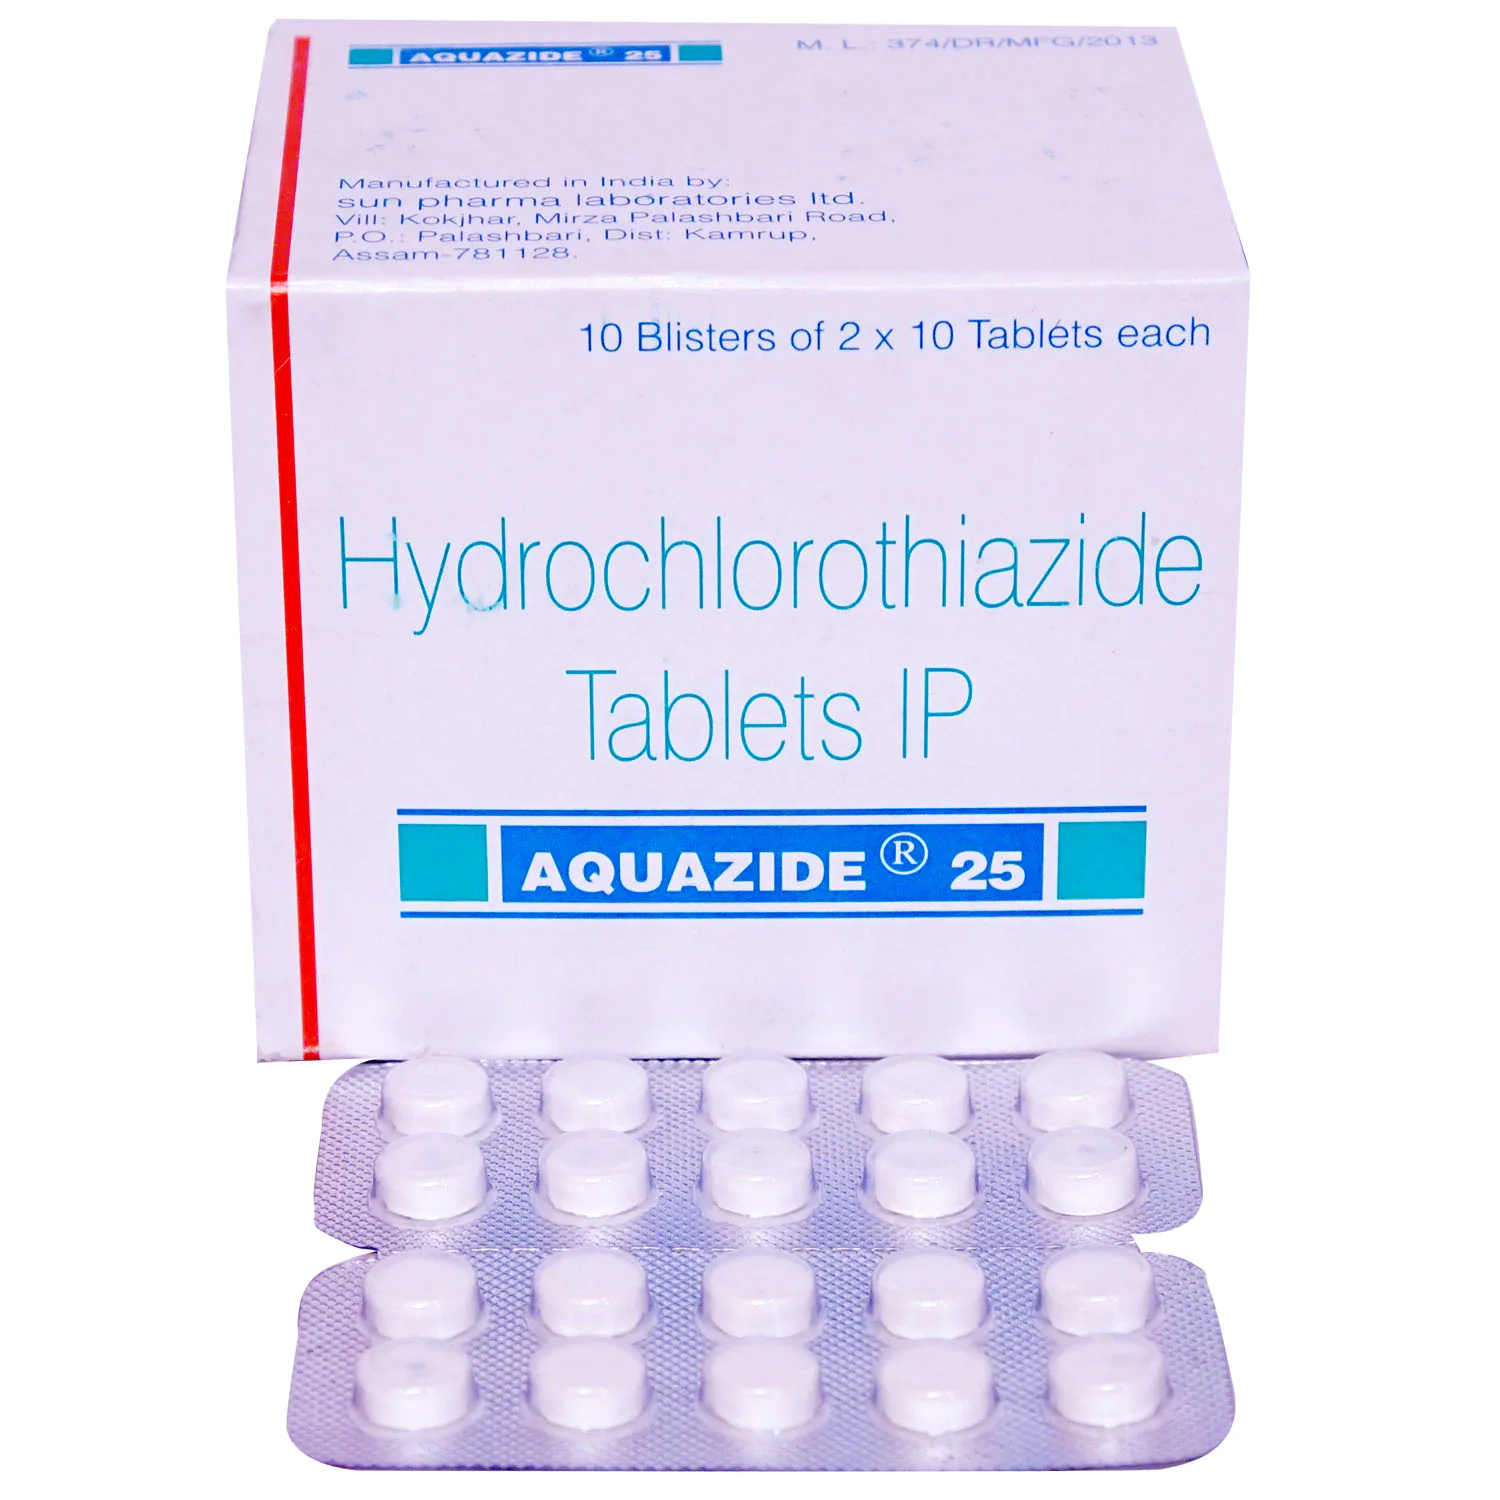 AQUAZIDE ® 25
M. L.: 374/DR/MFG/2013
Manufactured in India by:
sun pharma laboratories ltd.
Vill: Kokjhar, Mirza Palashbari Road,
P.O.: Palashbari, Dist: Kamrup,
Assam-781128.
10 Blisters of 2 x 10 Tablets each
Hydrochlorothiazide
Tablets IP
AQUAZIDE ® 25